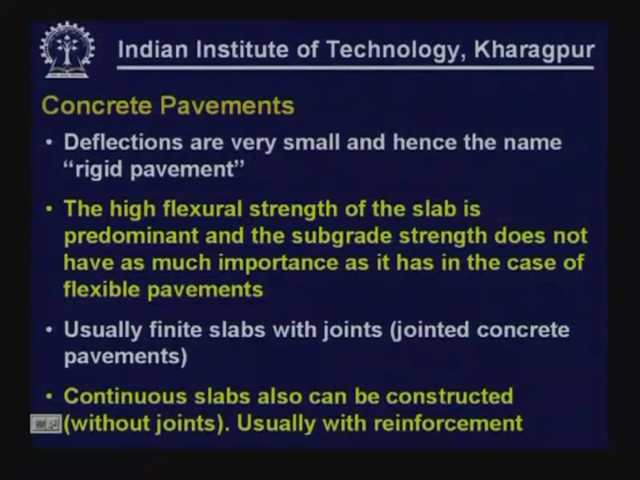 Indian Institute of Technology, Kharagpur
Concrete Pavements
• Deflections are very small and hence the name
“rigid pavement”
• The high flexural strength of the slab is
predominant and the subgrade strength does not
have as much importance as it has in the case of
flexible pavements
• Usually finite slabs with joints (jointed concrete
pavements)
• Continuous slabs also can be constructed
(without joints). Usually with reinforcement